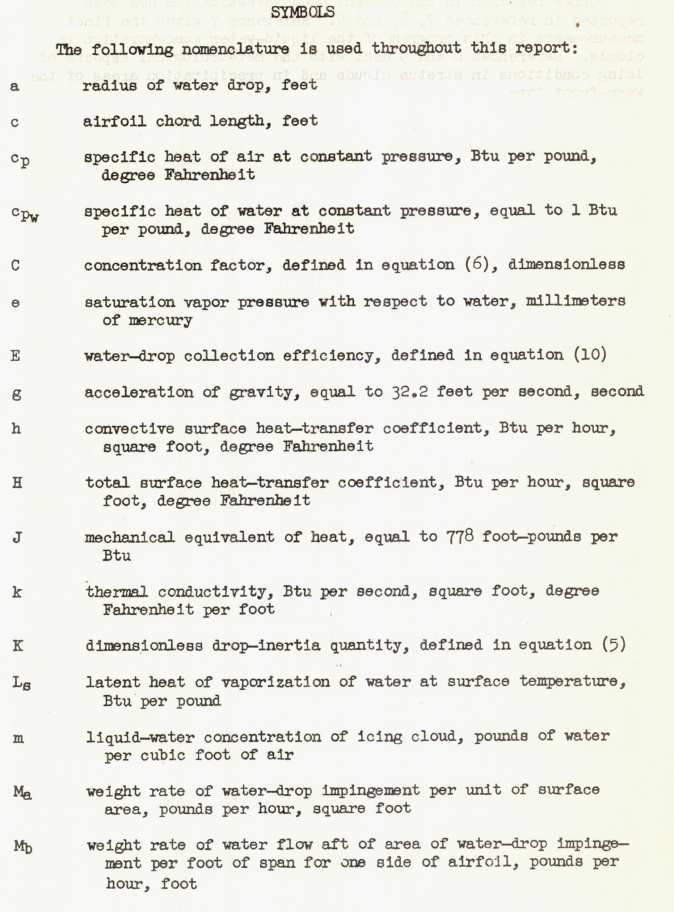 SYMBOLS
The following nomenclature is used throughout this report:
a radius of water drop, feet
c airfoil chord length, feet
cp specific heat of air at constant pressure, Btu per pound,
degree Fahrenheit
cpw specific heat of water at constant pressure, equal to 1 Btu
per pound, degree Fahrenheit
C concentration factor, defined in equation (6), dimensionless
e saturation vapor pressure with respect to water, millimeters
of mercury
E water–drop collection efficiency, defined in equation (10)
g acceleration of gravity, equal to 32.2 feet per second, second
h convective surface heat–transfer coefficient, Btu per hour,
square foot, degree Fahrenheit
H total surface heat–transfer coefficient, Btu per hour, square
foot, degree Fahrenheit
J mechanical equivalent of heat, equal to 778 foot–pounds per
Btu
k thermal conductivity, Btu per second, square foot, degree
Fahrenheit per foot
K dimensionless drop–inertia quantity, defined in equation (5)
Ls latent heat of vaporization of water at surface temperature,
Btu per pound
m liquid–water concentration of icing cloud, pounds of water
per cubic foot of air
Ma weight rate of water–drop impingement per unit of surface
area, pounds per hour, square foot
Mb weight rate of water flow aft of area of water–drop impinge–
ment per foot of span for one side of airfoil, pounds per
hour, foot